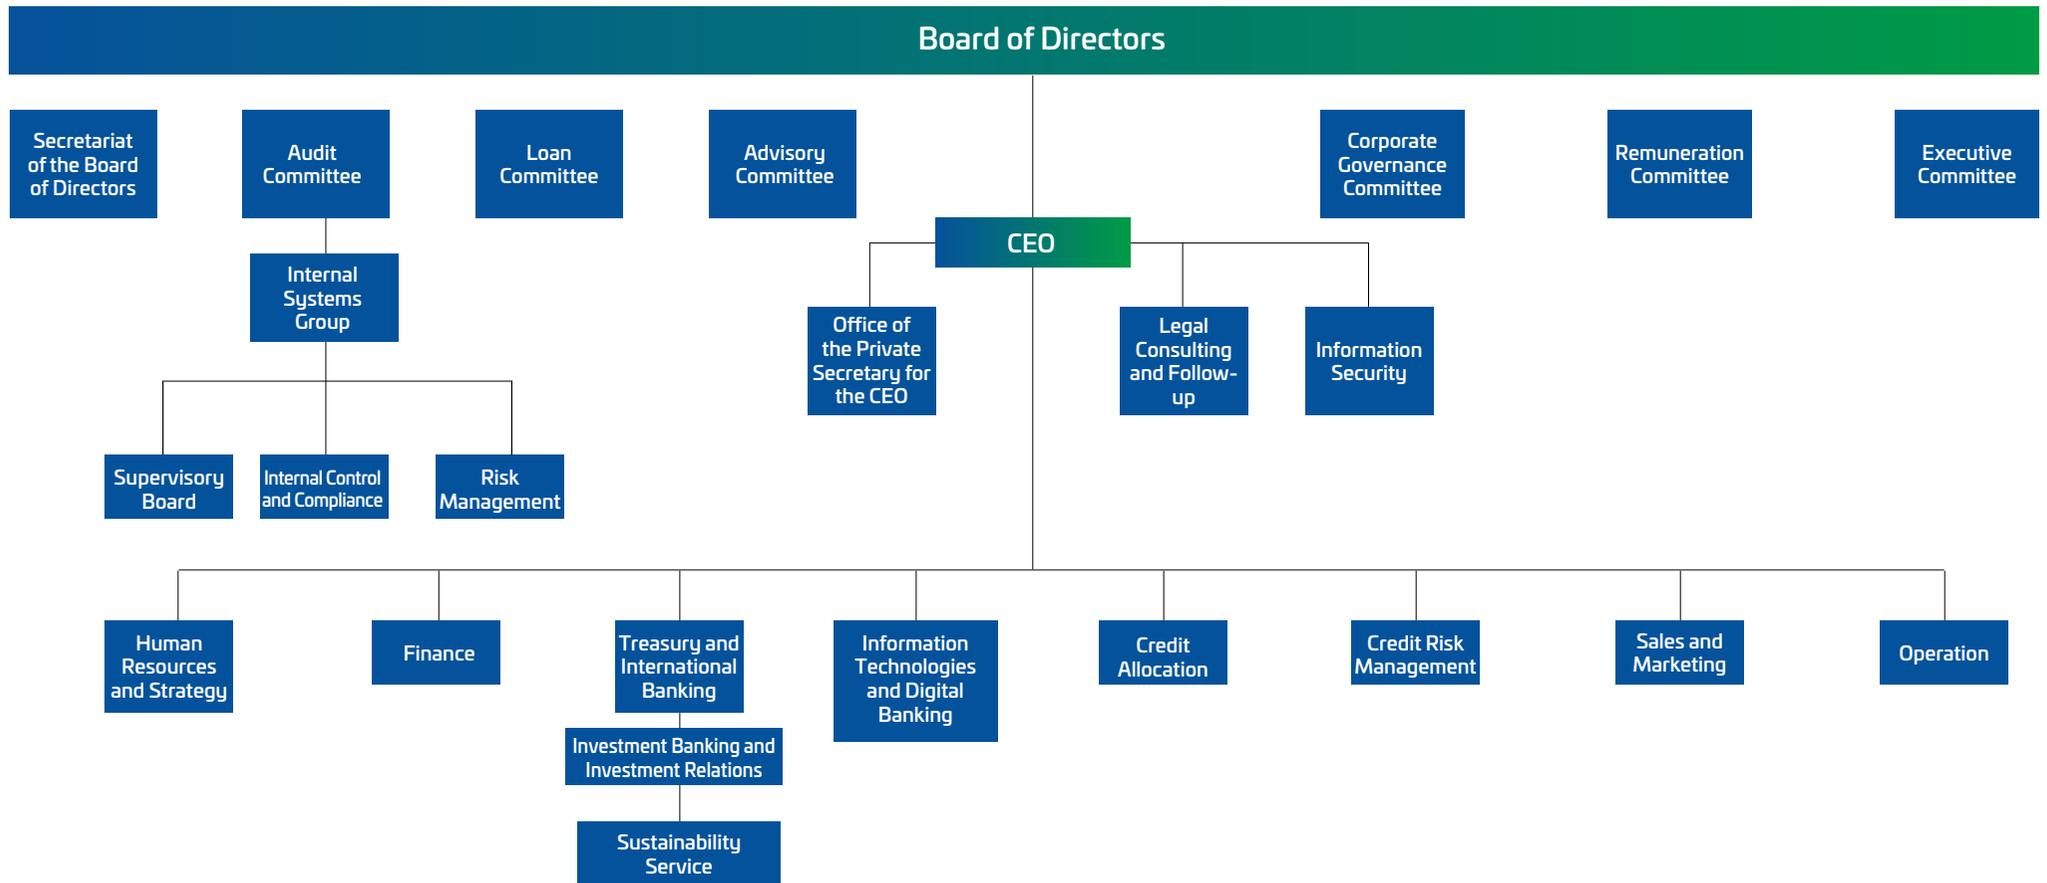 Board of Directors
Secretariat
of the Board
of Directors
Audit
Committee
Loan
Committee
Advisory
Committee
Corporate
Governance
Committee
Remuneration
Committee
Executive
Committee
CEO
Internal
Systems
Group
Office of
the Private
Secretary for
the CEO
Legal
Consulting
and Follow-
up
Information
Security
Supervisory
Board
Internal Control
and Compliance
Risk
Management
Human
Resources
and Strategy
Finance
Treasury and
International
Banking
Information
Technologies
and Digital
Banking
Credit
Allocation
Credit Risk
Management
Sales and
Marketing
Operation
Investment Banking and
Investment Relations
Sustainability
Service